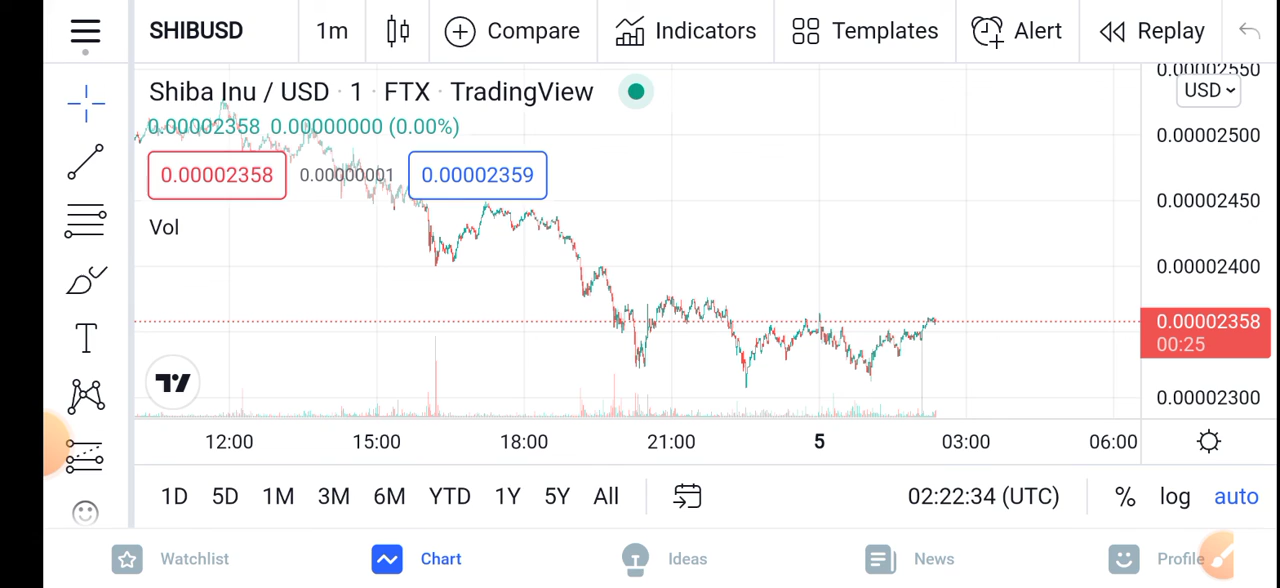 SHIBUSD 1m Compare Indicators Templates Alert Replay
Shiba Inu / USD · 1 · FTX · TradingView
0.00002358 0.00000000 (0.00%)
0.00002358 0.00000001 0.00002359
Vol
0.00002550
USD
0.00002500
0.00002450
0.00002400
0.00002358
00:25
0.00002300
12:00 15:00 18:00 21:00 5 03:00 06:00
1D 5D 1M 3M 6M YTD 1Y 5Y All 02:22:34 (UTC) % log auto
Watchlist Chart Ideas News Profile